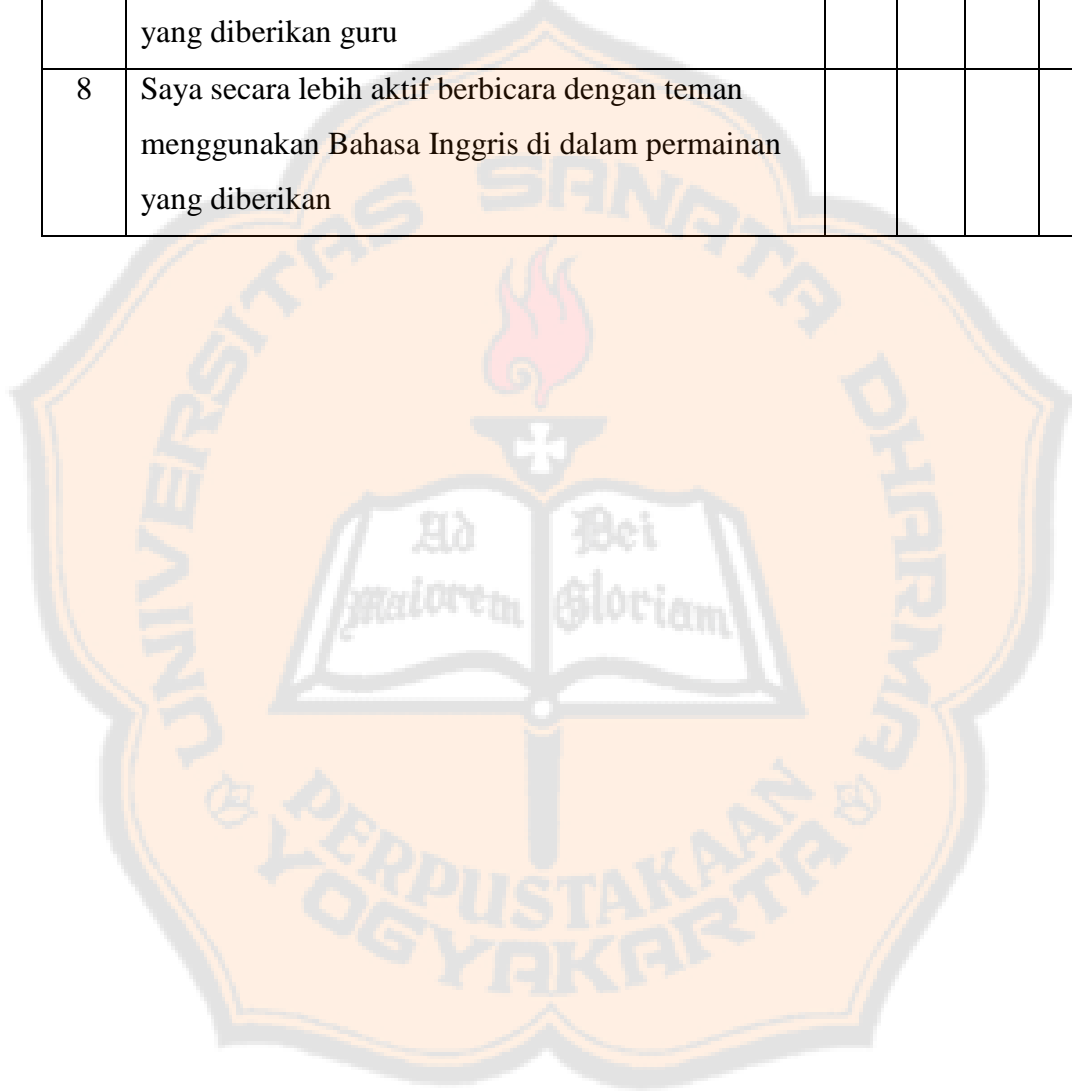 yang diberikan guru
8 Saya secara lebih aktif berbicara dengan teman
menggunakan Bahasa Inggris di dalam permainan
yang diberikan
UNIVERSITAS SANATA DHARMA
Ad Dei
Maiorem Gloriam
PERPUSTAKAAN
YOGYAKARTA